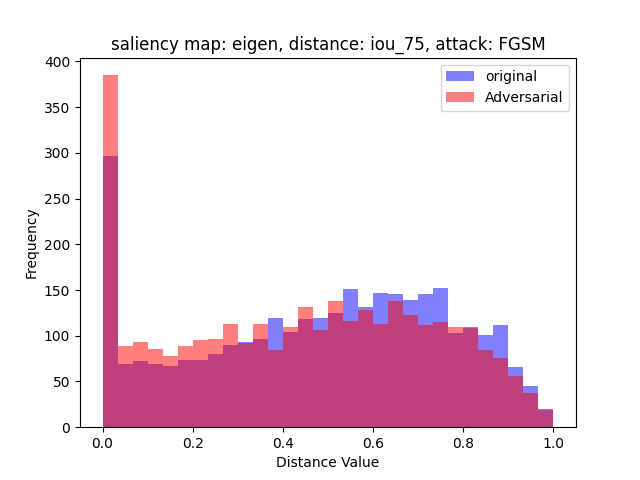 saliency map: eigen, distance: iou_75, attack: FGSM
original
Adversarial
400
350
300
250
200
150
100
50
0
Frequency
0.0 0.2 0.4 0.6 0.8 1.0
Distance Value